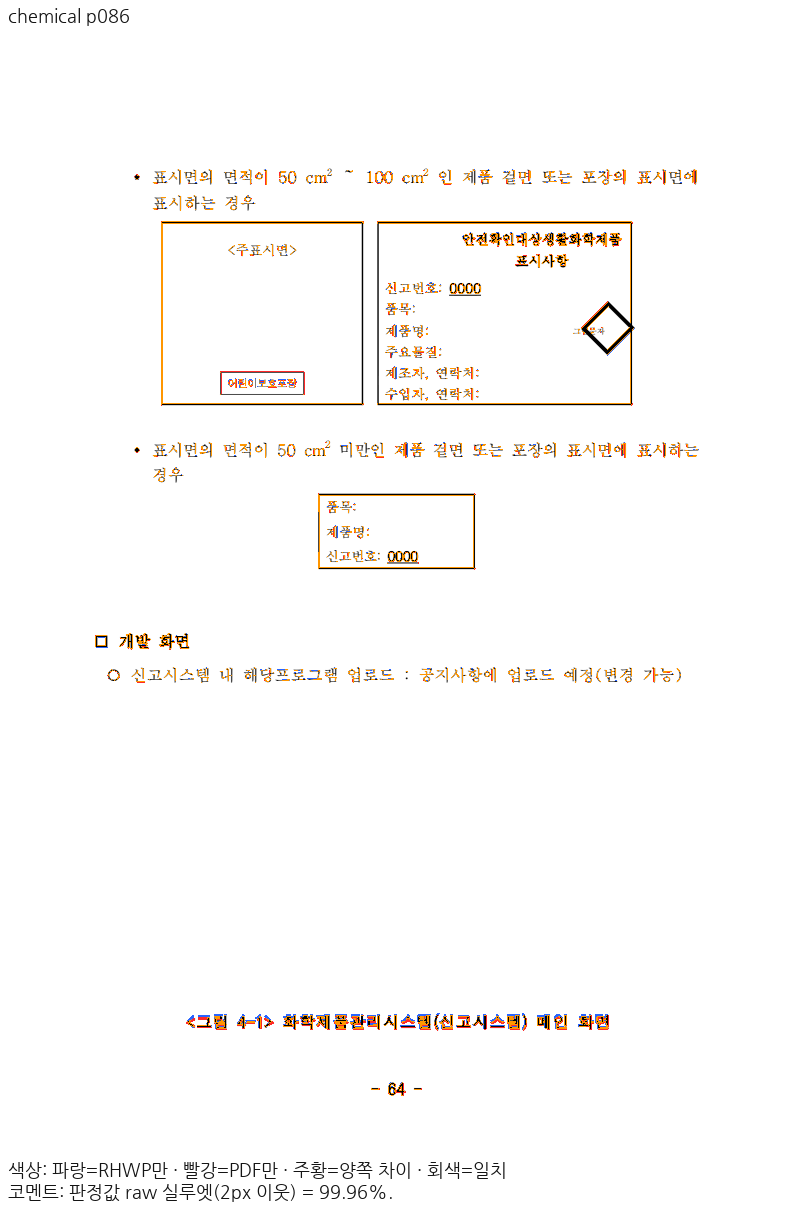 chemical p086
• 표시면의 면적이 50 cm² ~ 100 cm² 인 제품 겉면 또는 포장의 표시면에
표시하는 경우
<주표시면>
어린이보호포장
안전확인대상생활화학제품
표시사항
신고번호: 0000
품목:
제품명:
그림문자
주요물질:
제조자, 연락처:
수입자, 연락처:
• 표시면의 면적이 50 cm² 미만인 제품 겉면 또는 포장의 표시면에 표시하는
경우
품목:
제품명:
신고번호: 0000
□ 개발 화면
○ 신고시스템 내 해당프로그램 업로드 : 공지사항에 업로드 예정(변경 가능)
<그림 4-1> 화학제품관리시스템(신고시스템) 메인 화면
- 64 -
색상: 파랑=RHWP만 · 빨강=PDF만 · 주황=양쪽 차이 · 회색=일치
코멘트: 판정값 raw 실루엣(2px 이웃) = 99.96%.